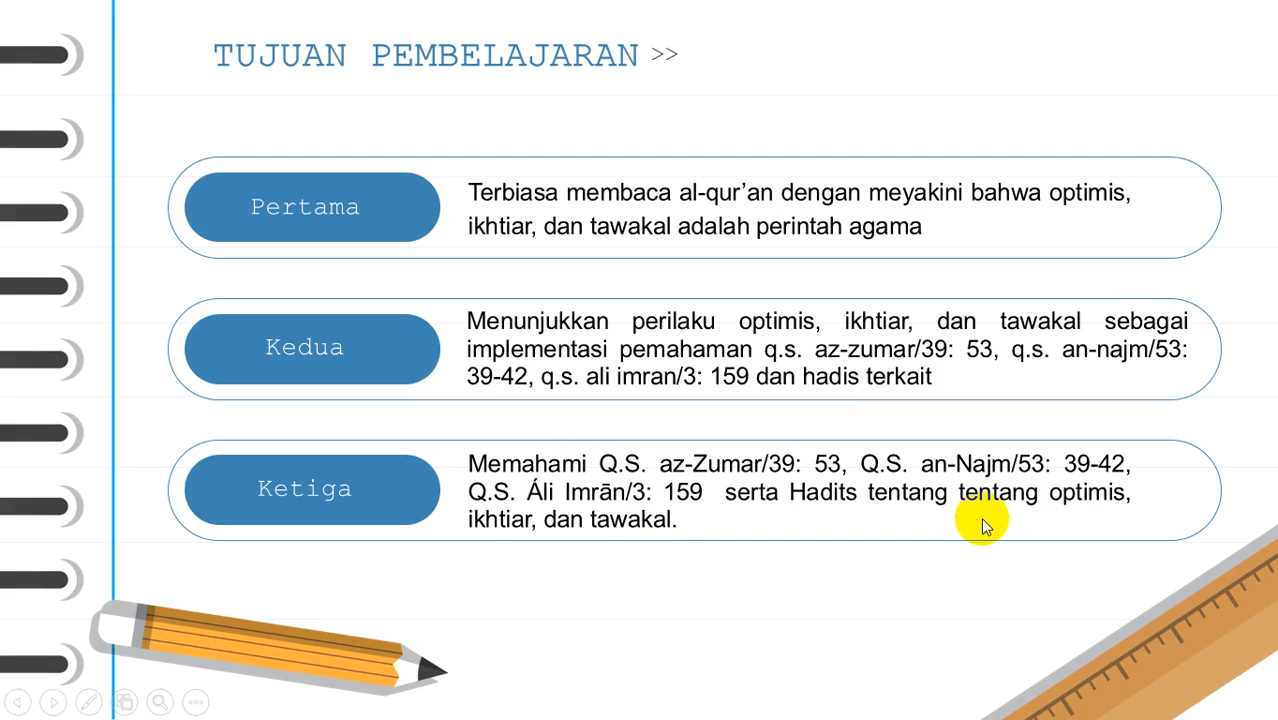 TUJUAN PEMBELAJARAN >>
Pertama
Terbiasa membaca al-qur’an dengan meyakini bahwa optimis,
ikhtiar, dan tawakal adalah perintah agama
Kedua
Menunjukkan perilaku optimis, ikhtiar, dan tawakal sebagai
implementasi pemahaman q.s. az-zumar/39: 53, q.s. an-najm/53:
39-42, q.s. ali imran/3: 159 dan hadis terkait
Ketiga
Memahami Q.S. az-Zumar/39: 53, Q.S. an-Najm/53: 39-42,
Q.S. Áli Imrān/3: 159 serta Hadits tentang tentang optimis,
ikhtiar, dan tawakal.